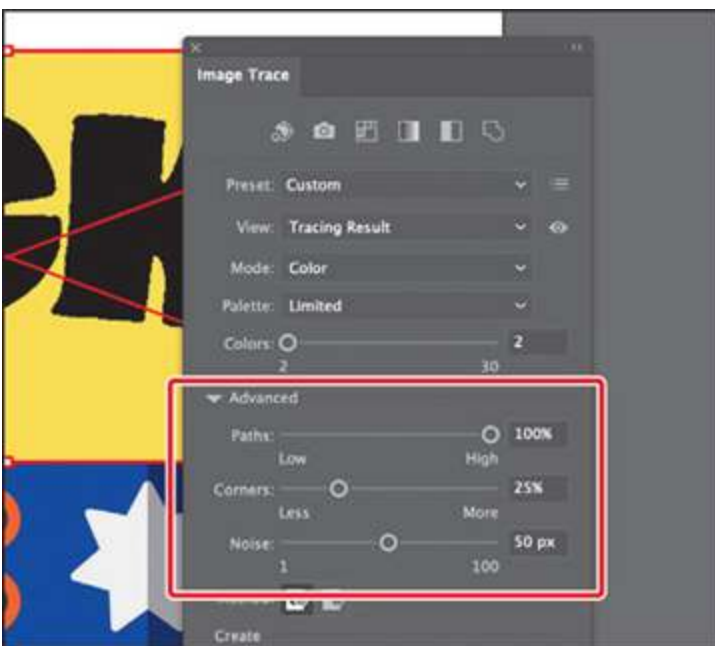 CK
Image Trace
Preset: Custom
View: Tracing Result
Mode: Color
Palette: Limited
Colors: 2
2 30
Advanced
Paths: 100%
Low High
Corners: 25%
Less More
Noise: 50 px
1 100
Create